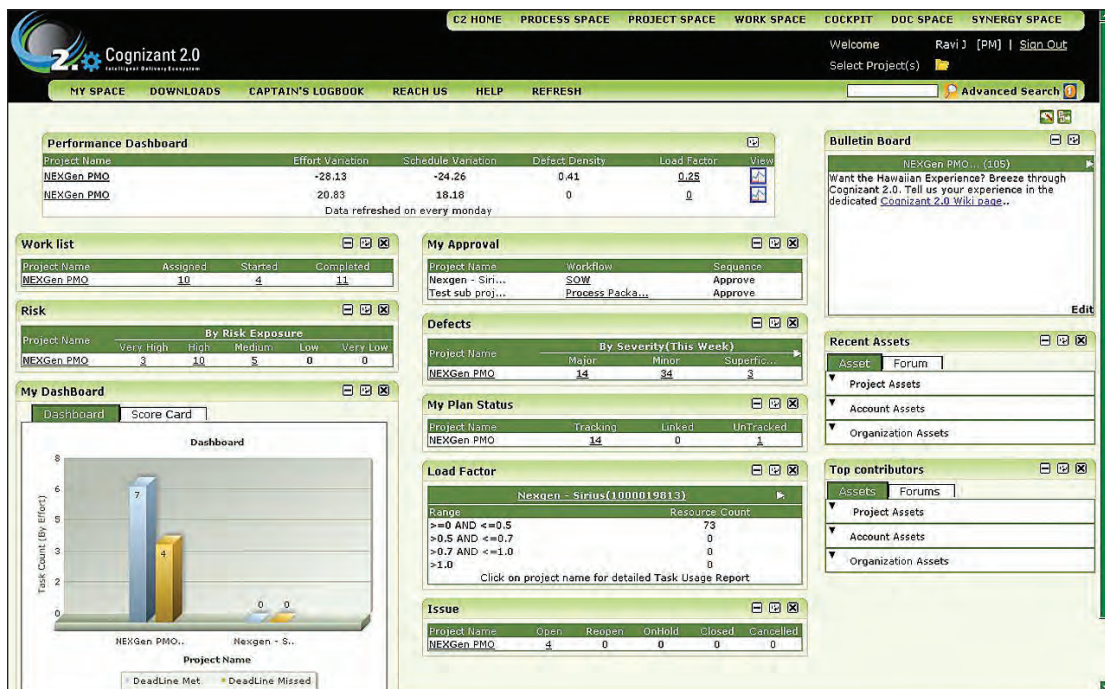 C2 HOME PROCESS SPACE PROJECT SPACE WORK SPACE COCKPIT DOC SPACE SYNERGY SPACE
2. Cognizant 2.0
Intelligent Delivery Ecosystem
Welcome Ravi J [PM] | Sign Out
Select Project(s)
MY SPACE DOWNLOADS CAPTAIN'S LOGBOOK REACH US HELP REFRESH Advanced Search
Performance Dashboard
Project Name Effort Variation Schedule Variation Defect Density Load Factor View
NEXGen PMO -28.13 -24.26 0.41 0.25
NEXGen PMO 20.83 18.18 0 0
Data refreshed on every monday
Bulletin Board
NEXGen PMO... (105)
Want the Hawaiian Experience? Breeze through
Cognizant 2.0. Tell us your experience in the
dedicated Cognizant 2.0 Wiki page..
Edit
Work list
Project Name Assigned Started Completed
NEXGen PMO 10 4 11
My Approval
Project Name Workflow Sequence
Nexgen - Siri... SOW Approve
Test sub proj... Process Packa... Approve
Risk
Project Name By Risk Exposure
Very High High Medium Low Very Low
NEXGen PMO 3 10 5 0 0
Defects
Project Name By Severity(This Week)
Major Minor Superfic...
NEXGen PMO 14 34 3
Recent Assets
Asset Forum
Project Assets
Account Assets
Organization Assets
My DashBoard
Dashboard Score Card
Dashboard
8
6
5
3
2
0
Task Count (By Effort)
7
4
0 0
NEXGen PMO.. Nexgen - S..
Project Name
DeadLine Met DeadLine Missed
My Plan Status
Project Name Tracking Linked UnTracked
NEXGen PMO 14 0 1
Load Factor
Nexgen - Sirius(1000019813)
Range Resource Count
>=0 AND <=0.5 73
>0.5 AND <=0.7 0
>0.7 AND <=1.0 0
>1.0 0
Click on project name for detailed Task Usage Report
Top contributors
Assets Forums
Project Assets
Account Assets
Organization Assets
Issue
Project Name Open Reopen OnHold Closed Cancelled
NEXGen PMO 4 0 0 0 0